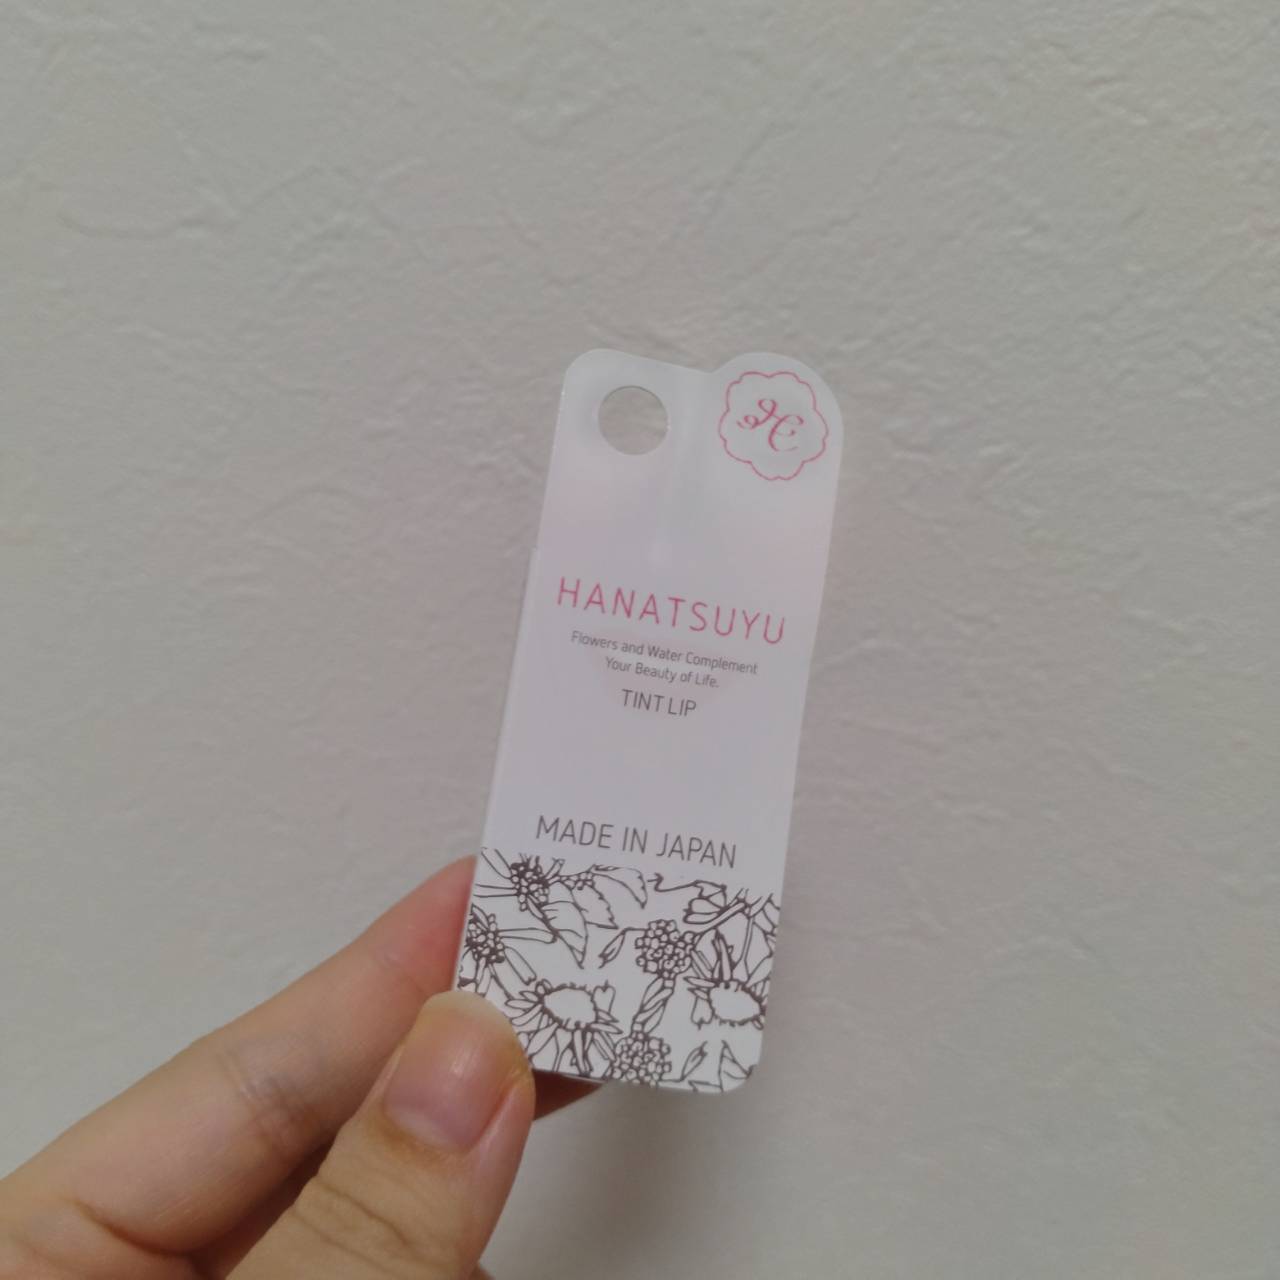 H
HANATSUYU
Flowers and Water Complement
Your Beauty of Life.
TINT LIP
MADE IN JAPAN